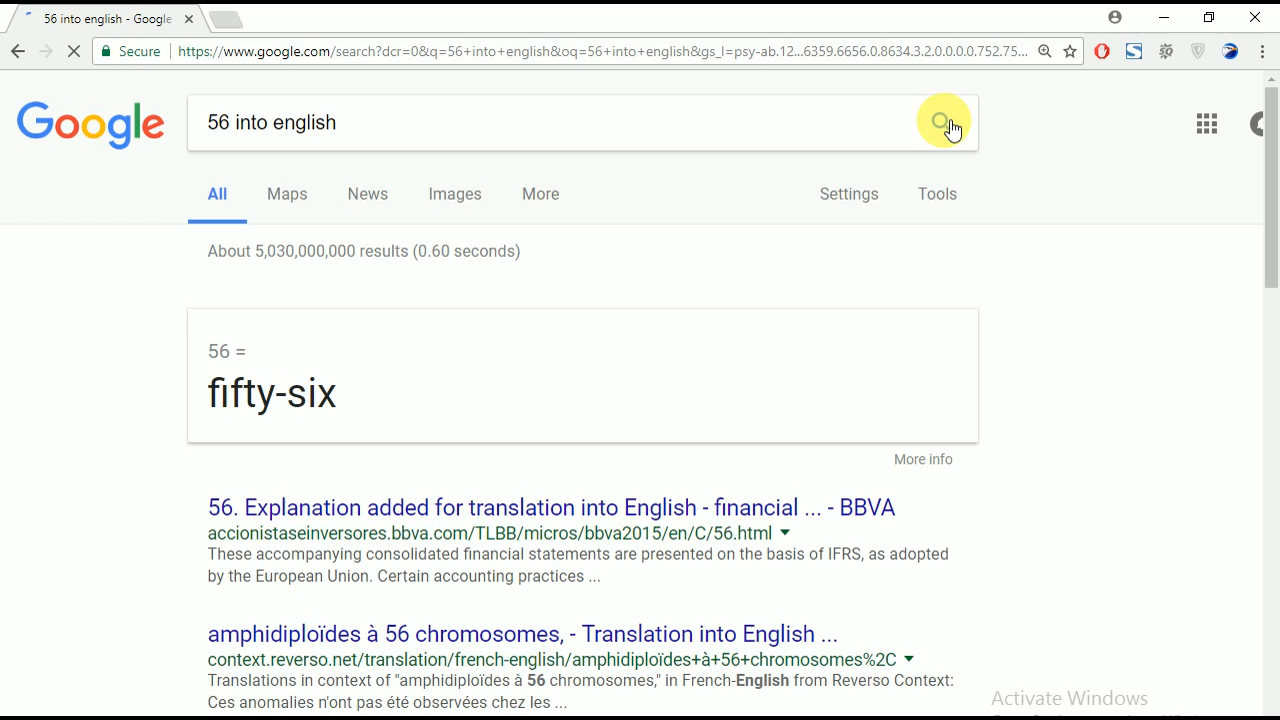 56 into english - Google
Secure
https://www.google.com/search?dcr=0&q=56+into+english&oq=56+into+english&gs_l=psy-ab.12...6359.6656.0.8634.3.2.0.0.0.0.752.75...
Google
56 into english
All Maps News Images More Settings Tools
About 5,030,000,000 results (0.60 seconds)
56 =
fifty-six
More info
56. Explanation added for translation into English - financial ... - BBVA
accionistaseinversores.bbva.com/TLBB/micros/bbva2015/en/C/56.html
These accompanying consolidated financial statements are presented on the basis of IFRS, as adopted
by the European Union. Certain accounting practices ...
amphidiploïdes à 56 chromosomes, - Translation into English ...
context.reverso.net/translation/french-english/amphidiploïdes+à+56+chromosomes%2C
Translations in context of "amphidiploïdes à 56 chromosomes," in French-English from Reverso Context:
Ces anomalies n'ont pas été observées chez les ...
Activate Windows